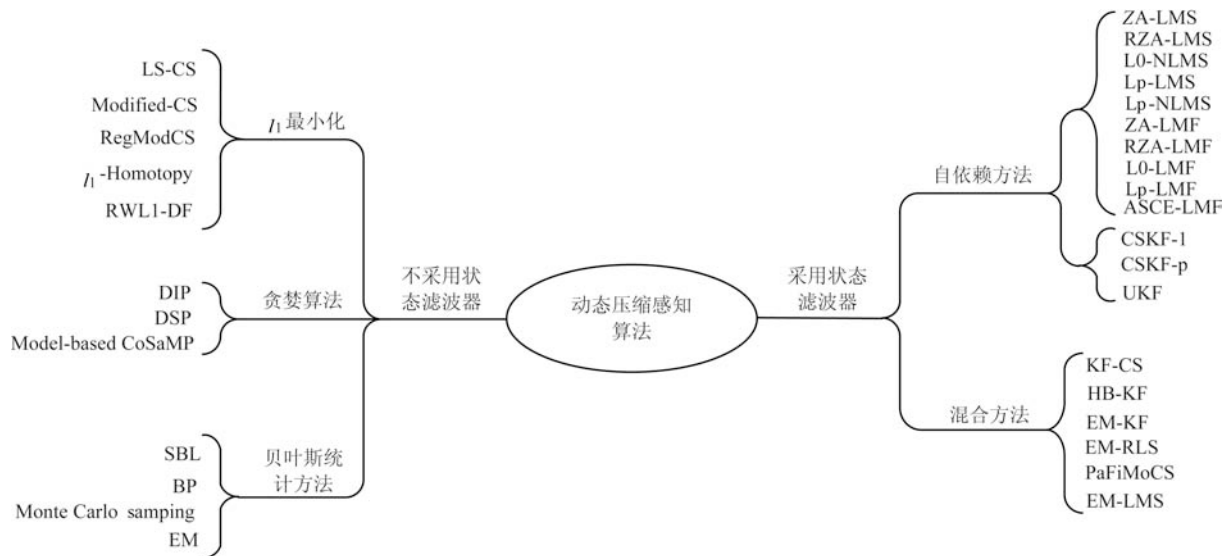 LS-CS
Modified-CS
RegModCS
l₁-Homotopy
RWL1-DF
l₁最小化
DIP
DSP
Model-based CoSaMP
贪婪算法
SBL
BP
Monte Carlo samping
EM
贝叶斯统
计方法
不采用状
态滤波器
动态压缩感知
算法
采用状态
滤波器
自依赖方法
ZA-LMS
RZA-LMS
L0-NLMS
Lp-LMS
Lp-NLMS
ZA-LMF
RZA-LMF
L0-LMF
Lp-LMF
ASCE-LMF
CSKF-1
CSKF-p
UKF
混合方法
KF-CS
HB-KF
EM-KF
EM-RLS
PaFiMoCS
EM-LMS